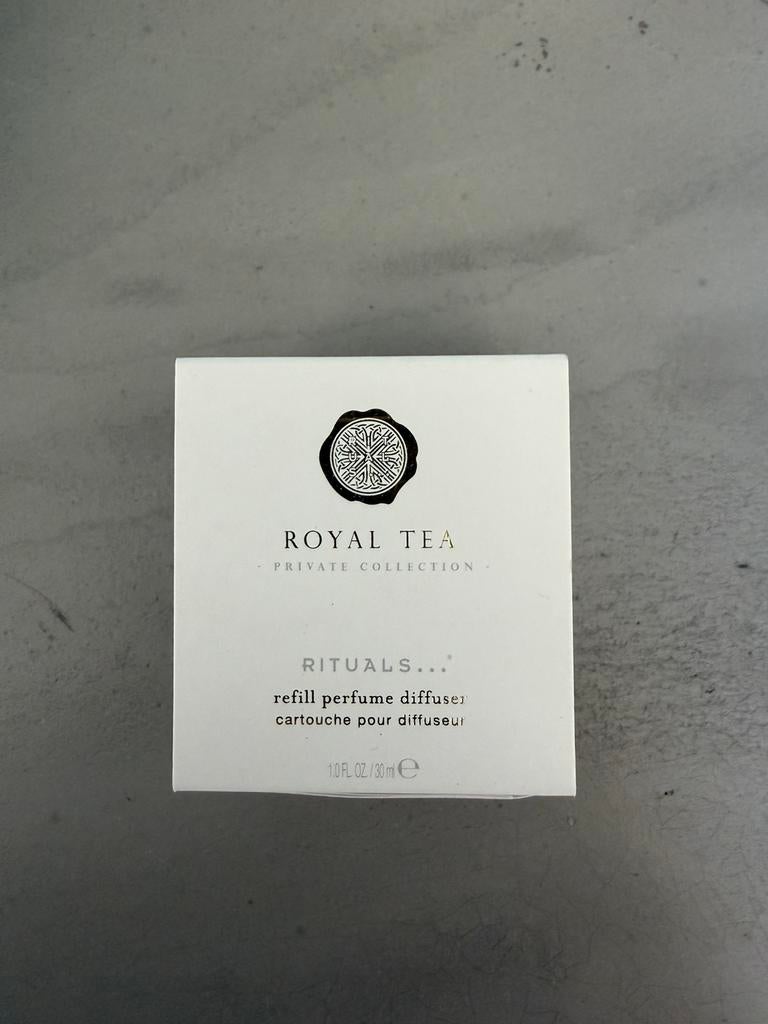 ROYAL TEA
- PRIVATE COLLECTION -
RITUALS...®
refill perfume diffuser
cartouche pour diffuseur
1.0 FL. OZ. / 30 ml ℮